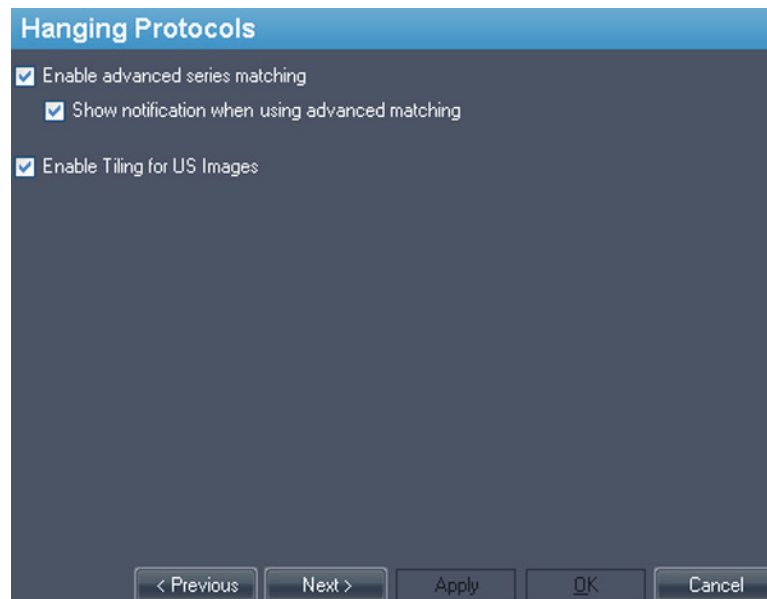 Hanging Protocols
Enable advanced series matching
Show notification when using advanced matching
Enable Tiling for US Images
< Previous Next > Apply OK Cancel